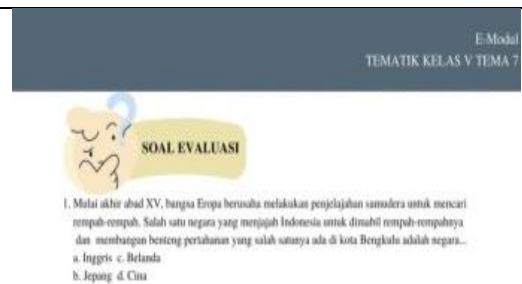 E-Modul
TEMATIK KELAS V TEMA 7
SOAL EVALUASI
1. Mulai akhir abad XV, bangsa Eropa berusaha melakukan penjelajahan samudera untuk mencari
rempah-rempah. Salah satu negara yang menjajah Indonesia untuk dimabil rempah-rempahnya
dan membangun benteng pertahanan yang salah satunya ada di kota Bengkulu adalah negara...
a. Inggris c. Belanda
b. Jepang d. Cina